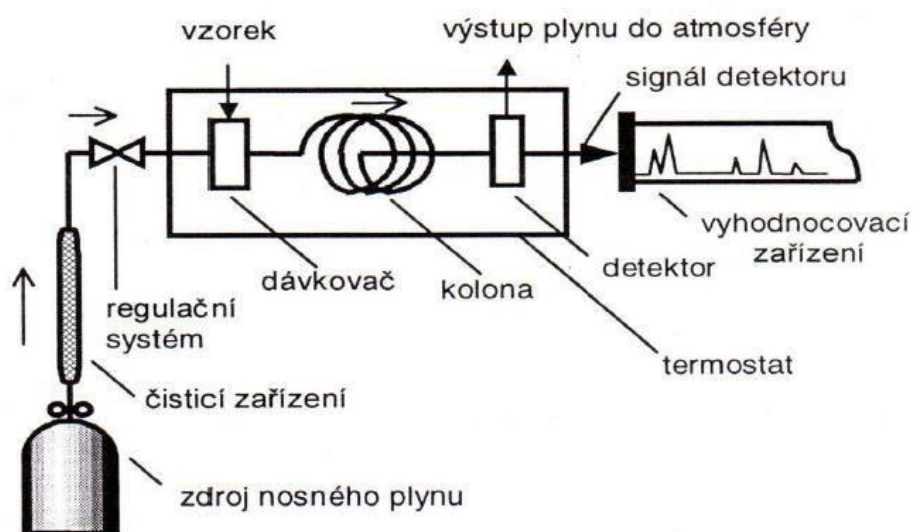 vzorek
výstup plynu do atmosféry
signál detektoru
vyhodnocovací
zařízení
dávkovač
kolona
detektor
regulační
systém
termostat
čisticí zařízení
zdroj nosného plynu